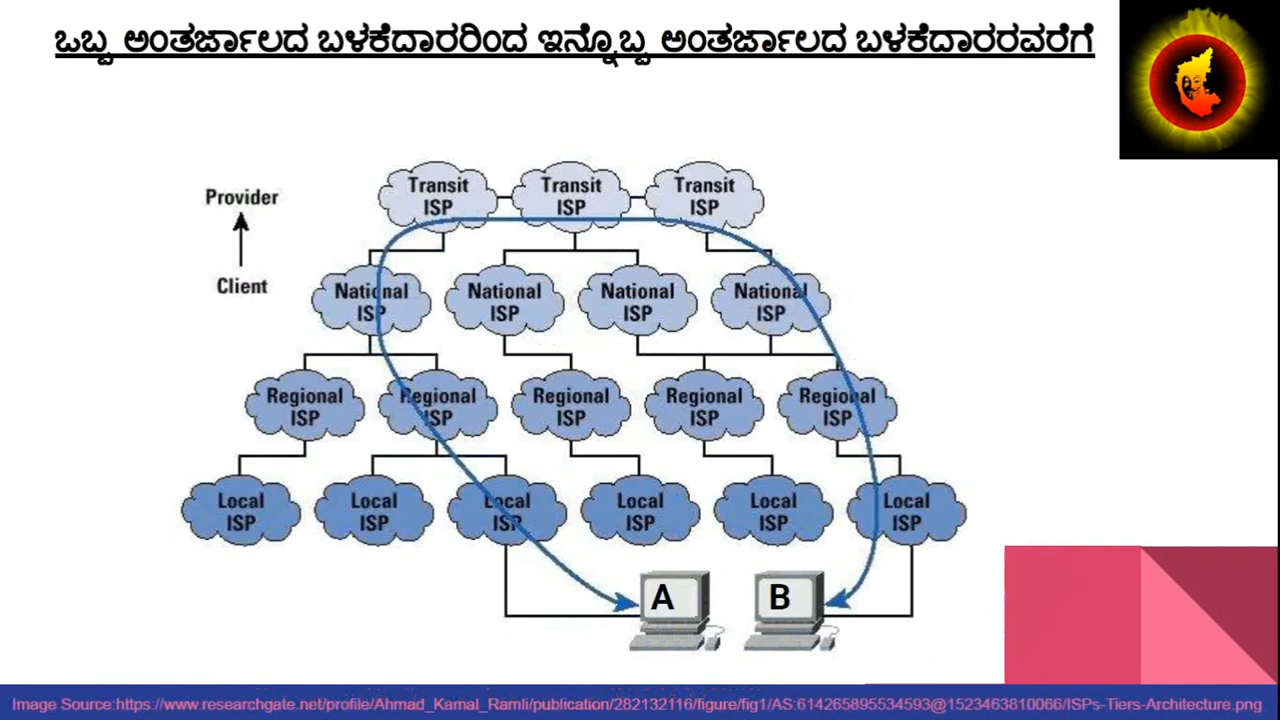 ಒಬ್ಬ ಅಂತರ್ಜಾಲದ ಬಳಕೆದಾರರಿಂದ ಇನ್ನೊಬ್ಬ ಅಂತರ್ಜಾಲದ ಬಳಕೆದಾರರವರೆಗೆ
Provider
Client
Transit ISP
Transit ISP
Transit ISP
National ISP
National ISP
National ISP
National ISP
Regional ISP
Regional ISP
Regional ISP
Regional ISP
Regional ISP
Local ISP
Local ISP
Local ISP
Local ISP
Local ISP
Local ISP
A
B
Image Source:https://www.researchgate.net/profile/Ahmad_Kamal_Ramli/publication/282132116/figure/fig1/AS:614265895534593@1523463810066/ISPs-Tiers-Architecture.png